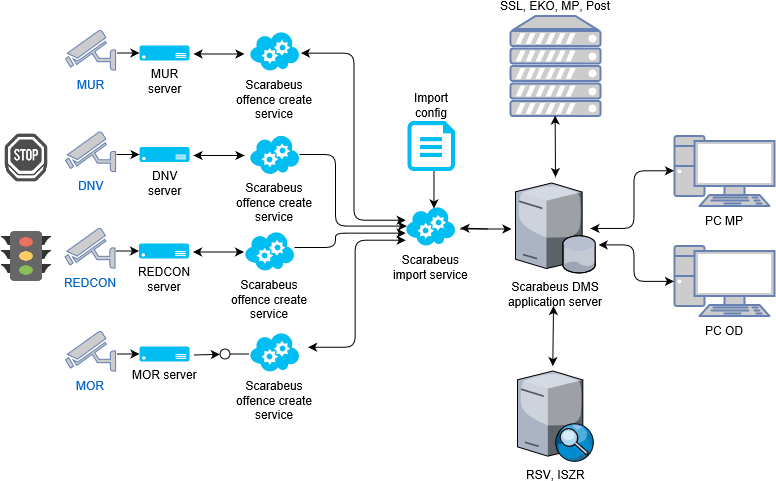 SSL, EKO, MP, Post
MUR
MUR
server
Scarabeus
offence create
service
Import
config
STOP
DNV
DNV
server
Scarabeus
offence create
service
PC MP
REDCON
REDCON
server
Scarabeus
offence create
service
Scarabeus
import service
Scarabeus DMS
application server
PC OD
MOR
MOR server
Scarabeus
offence create
service
RSV, ISZR